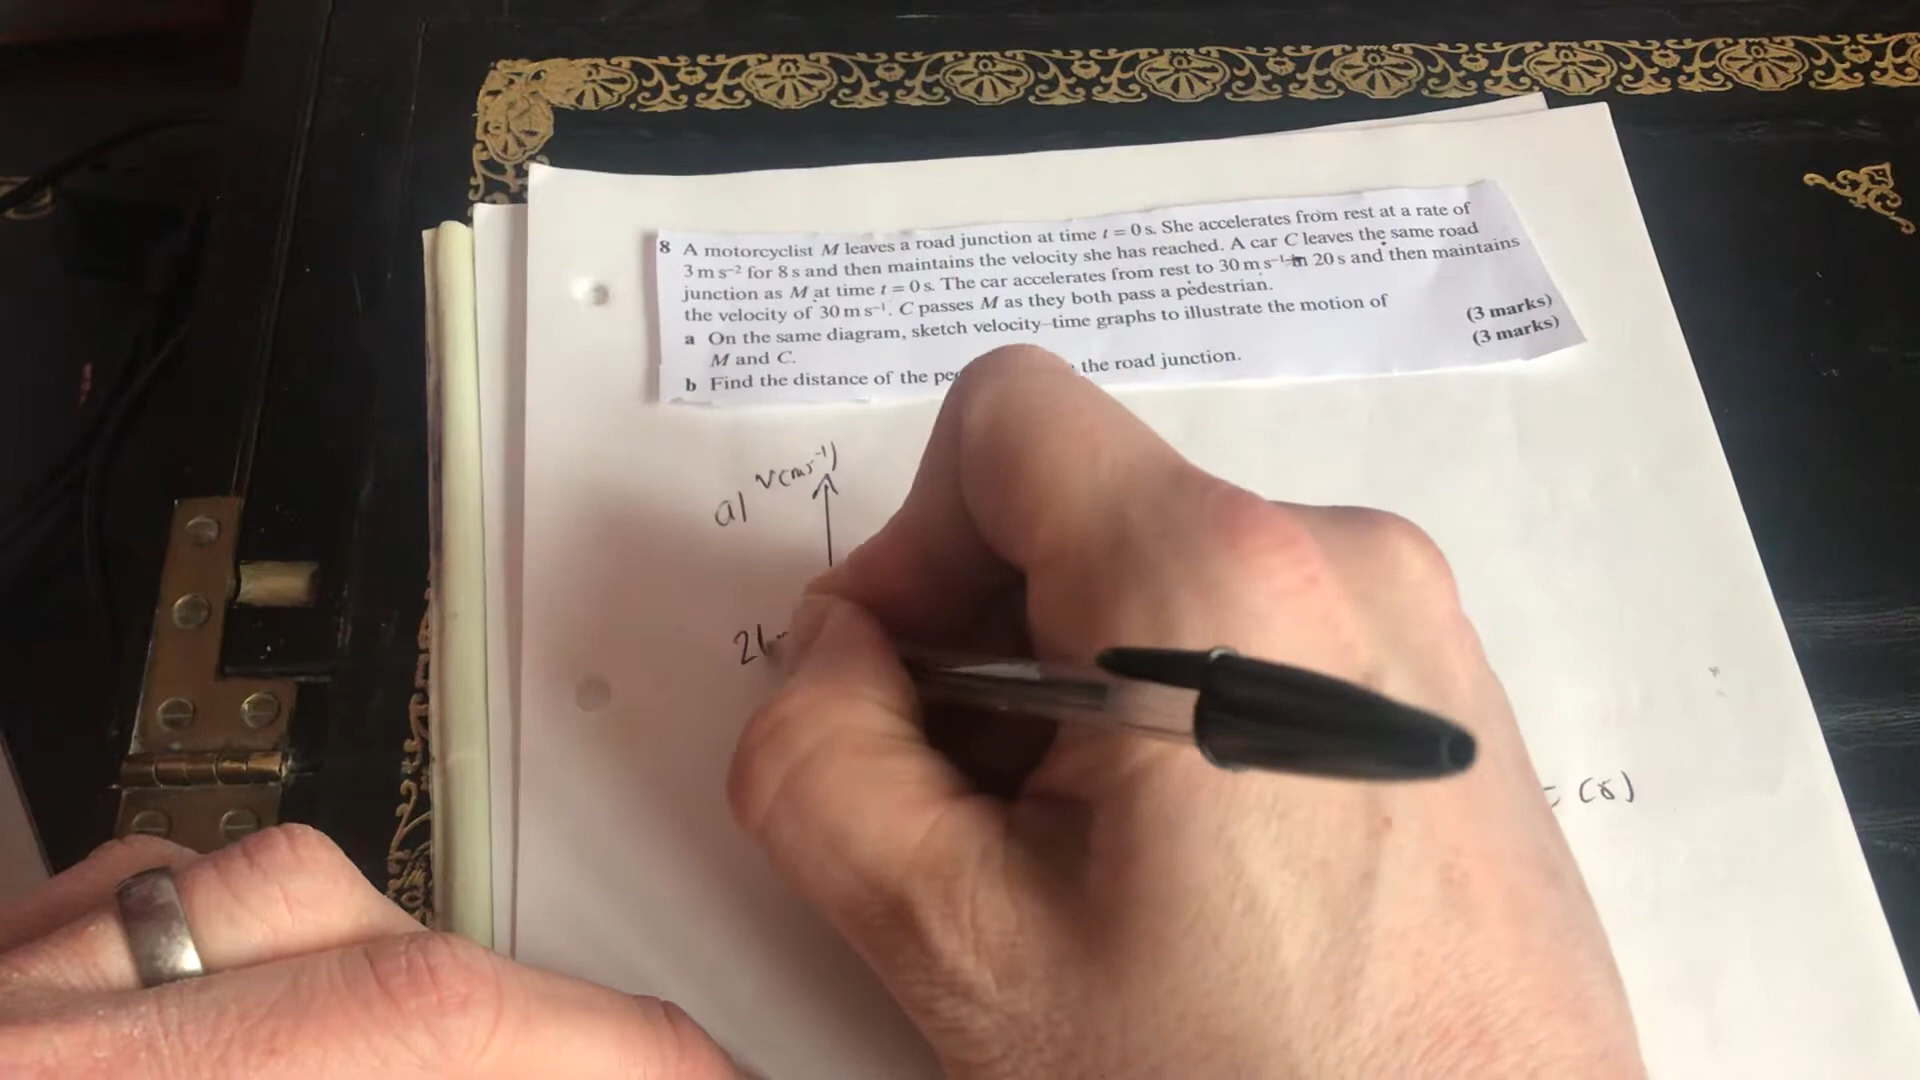 8 A motorcyclist M leaves a road junction at time t = 0 s. She accelerates from rest at a rate of
3 m s⁻² for 8 s and then maintains the velocity she has reached. A car C leaves the same road
junction as M at time t = 0 s. The car accelerates from rest to 30 m s⁻¹ in 20 s and then maintains
the velocity of 30 m s⁻¹. C passes M as they both pass a pedestrian.
a On the same diagram, sketch velocity–time graphs to illustrate the motion of
M and C. (3 marks)
b Find the distance of the the road junction. (3 marks)
a) v(ms⁻¹)
(s)